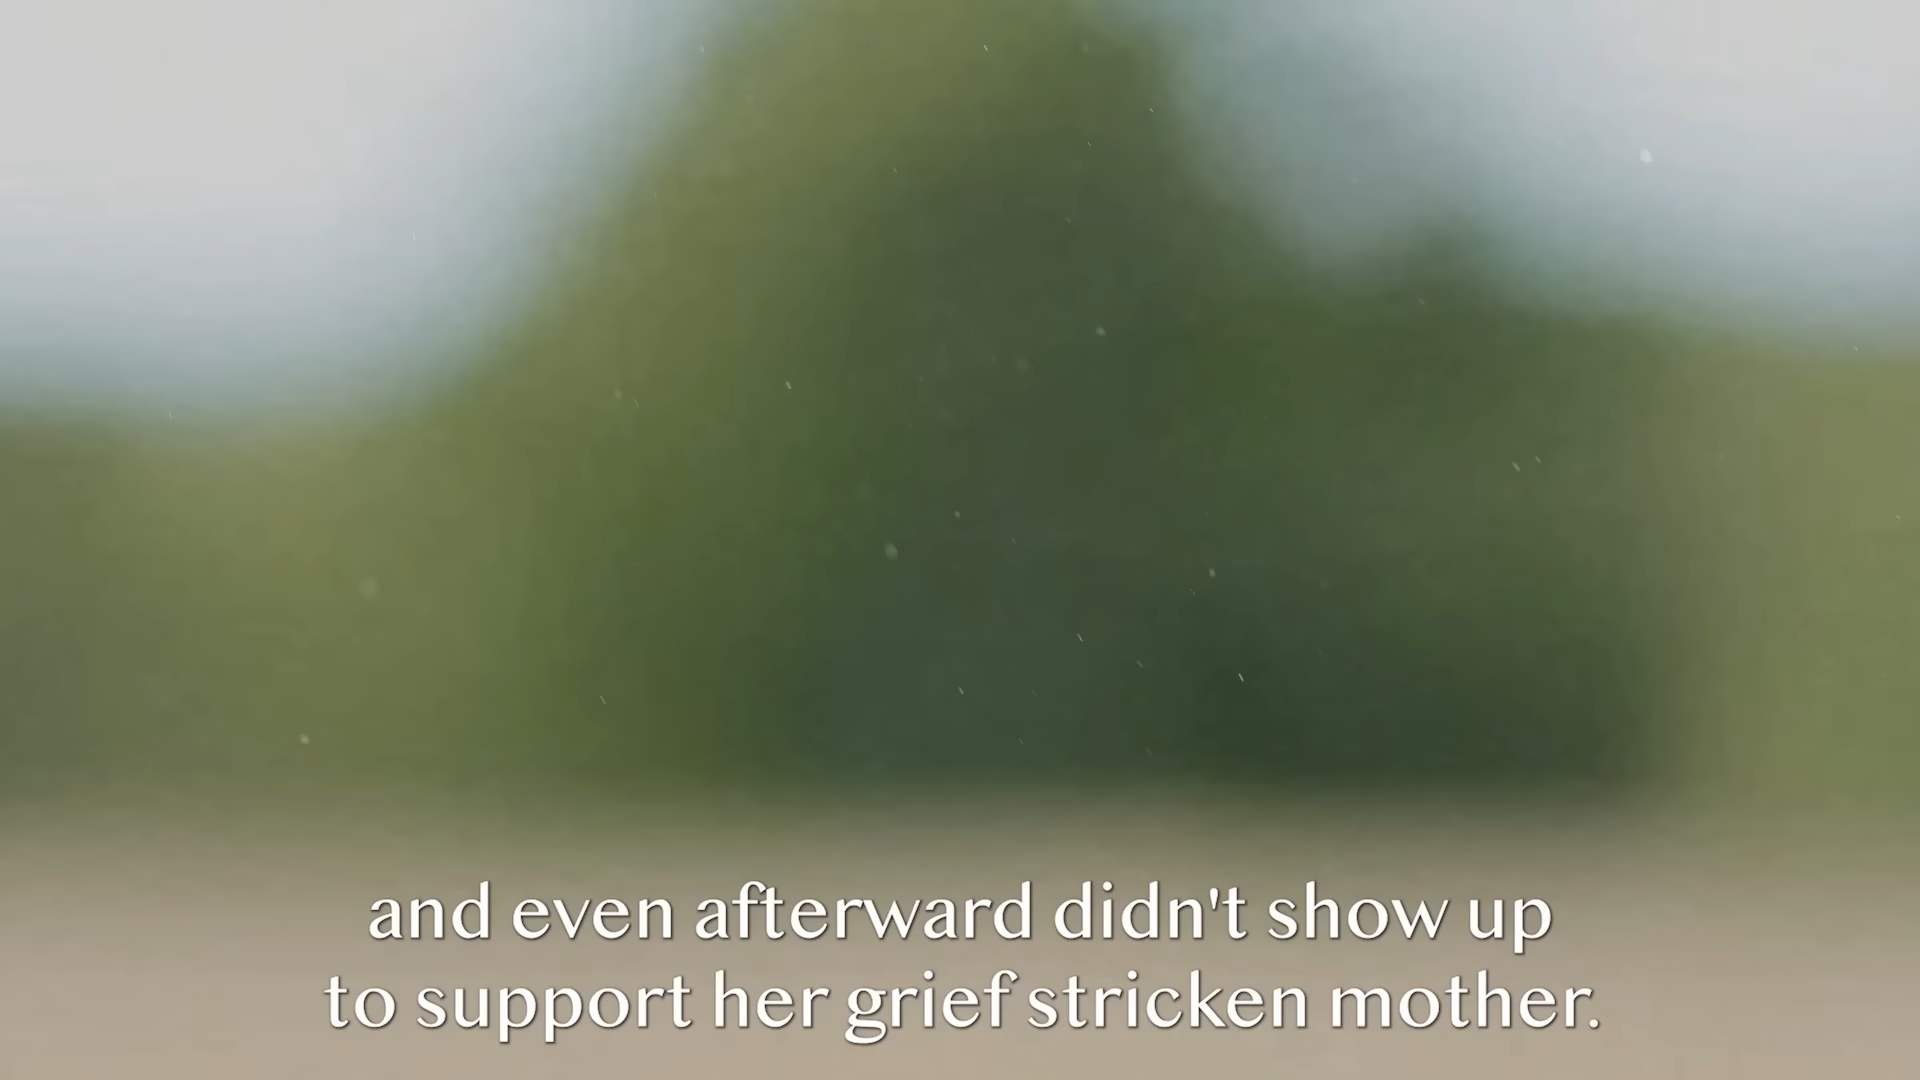 and even afterward didn't show up
to support her grief stricken mother.